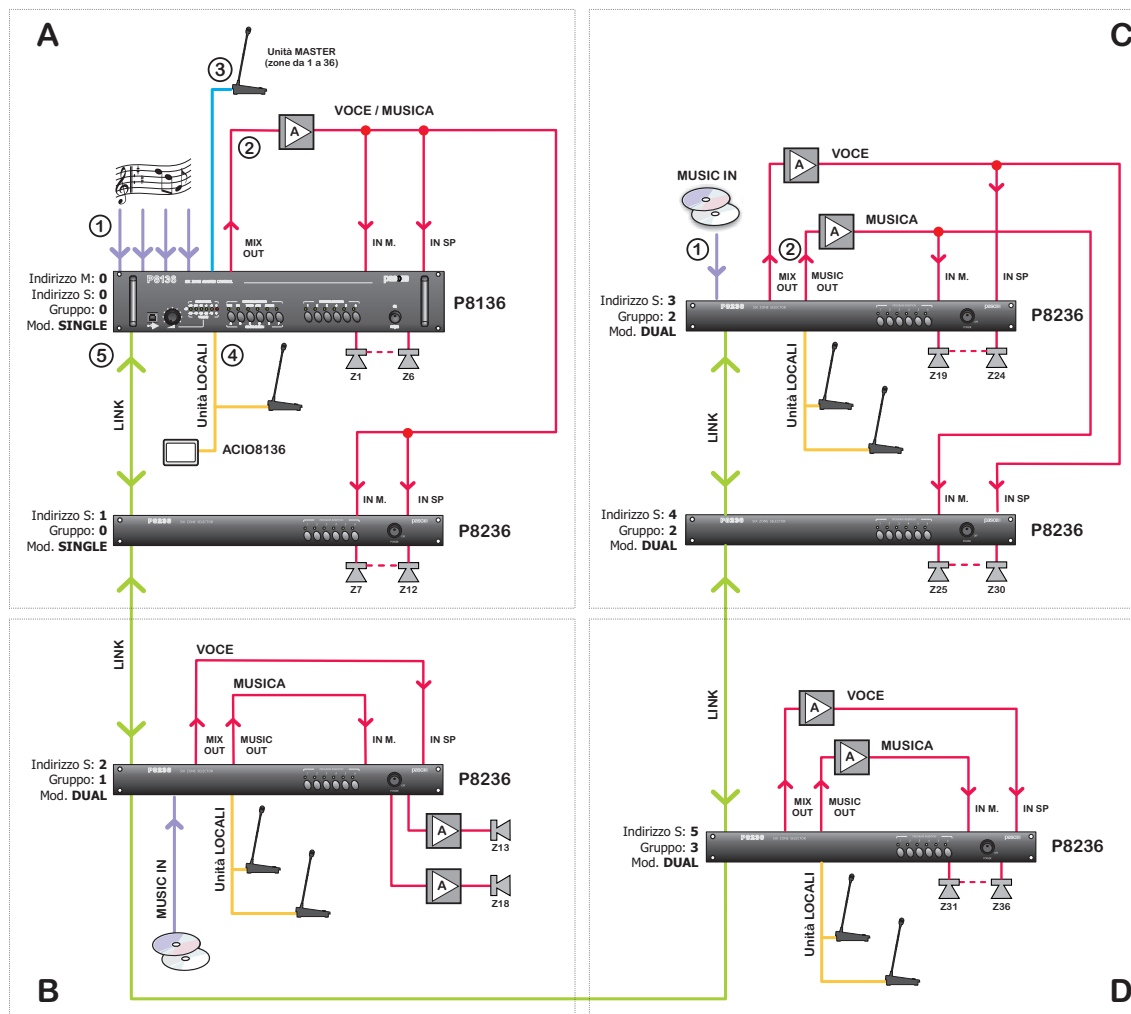 A
Unità MASTER
(zone da 1 a 36)
3
VOCE / MUSICA
A
2
1
MIX
OUT
IN M.
IN SP
Indirizzo M: 0
Indirizzo S: 0
Gruppo: 0
Mod. SINGLE
P8136
P8136
5
4
Z1
Z6
LINK
Unità LOCALI
ACIO8136
IN M.
IN SP
Indirizzo S: 1
Gruppo: 0
Mod. SINGLE
P8236
P8236
Z7
Z12
C
A
VOCE
MUSIC IN
A
MUSICA
1
2
MIX
OUT
MUSIC
OUT
IN M.
IN SP
Indirizzo S: 3
Gruppo: 2
Mod. DUAL
P8236
P8236
Z19
Z24
LINK
Unità LOCALI
IN M.
IN SP
Indirizzo S: 4
Gruppo: 2
Mod. DUAL
P8236
P8236
Z25
Z30
LINK
VOCE
MUSICA
MIX
OUT
MUSIC
OUT
IN M.
IN SP
Indirizzo S: 2
Gruppo: 1
Mod. DUAL
P8236
P8236
A
Z13
A
Z18
MUSIC IN
Unità LOCALI
B
LINK
A
VOCE
A
MUSICA
MIX
OUT
MUSIC
OUT
IN M.
IN SP
Indirizzo S: 5
Gruppo: 3
Mod. DUAL
P8236
P8236
Z31
Z36
Unità LOCALI
D